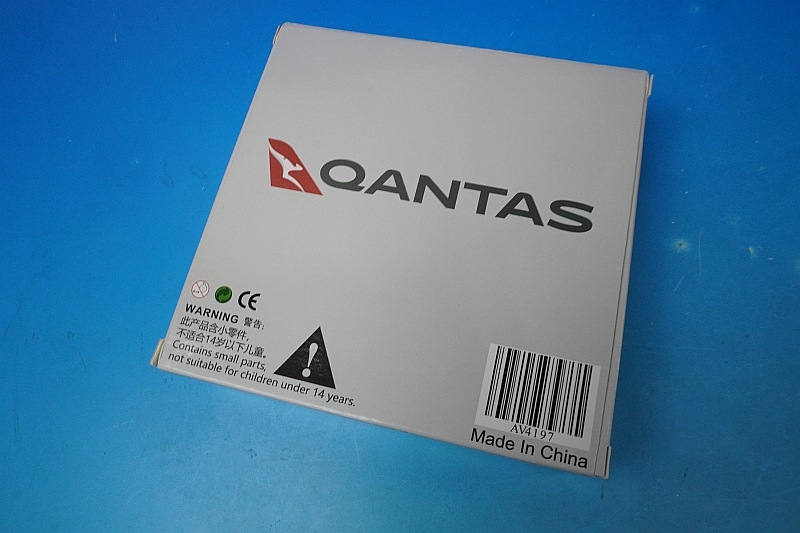 QANTAS
CE
WARNING 警告:
此产品含小零件,
不适合14岁以下儿童。
Contains small parts,
not suitable for children under 14 years.
AV4197
Made In China